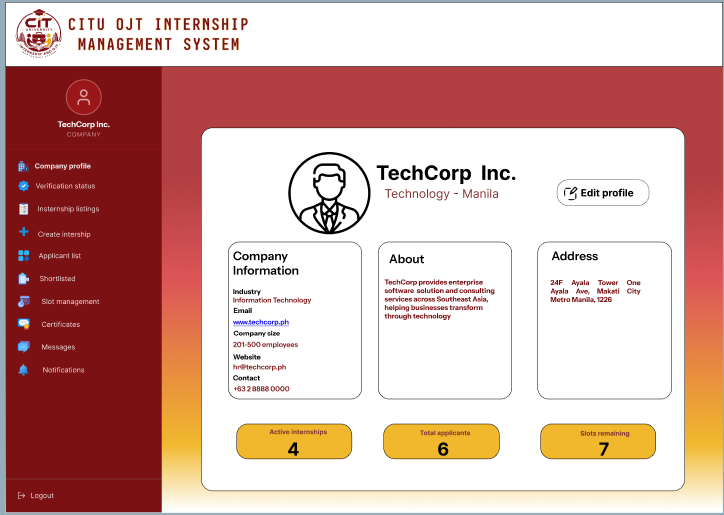 CIT
UNIVERSITY
CITU OJT INTERNSHIP
MANAGEMENT SYSTEM
TechCorp Inc.
COMPANY
Company profile
Verification status
Insternship listings
Create intership
Applicant list
Shortlisted
Slot management
Certificates
Messages
Notifications
Logout
TechCorp Inc.
Technology - Manila
Edit profile
Company
Information
Industry
Information Technology
Email
www.techcorp.ph
Company size
201-500 employees
Website
hr@techcorp.ph
Contact
+63 2 8888 0000
About
TechCorp provides enterprise
software solution and consulting
services across Southeast Asia,
helping businesses transform
through technology
Address
24F Ayala Tower One
Ayala Ave, Makati City
Metro Manila, 1226
Active internships
4
Total applicants
6
Slots remaining
7